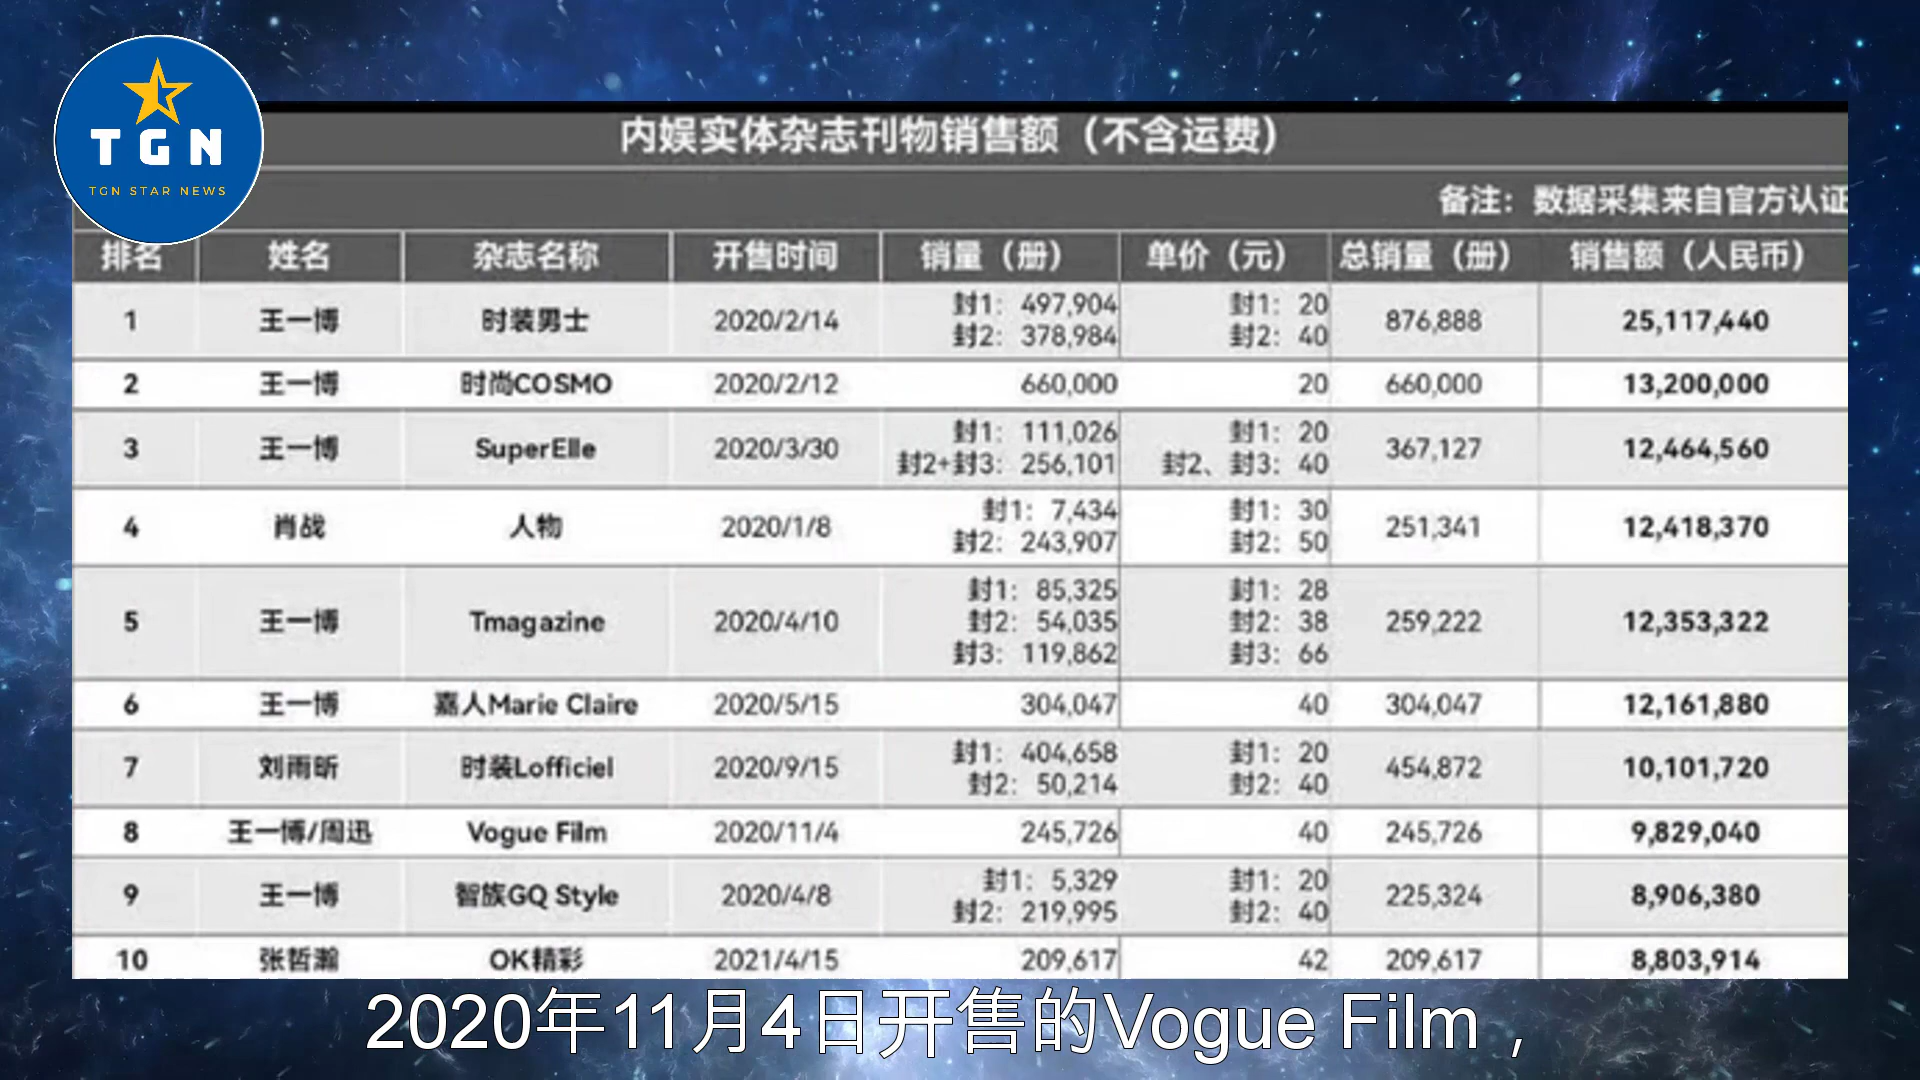 TGN
TGN STAR NEWS
内娱实体杂志刊物销售额（不含运费）
备注：数据采集来自官方认证
排名 姓名 杂志名称 开售时间 销量（册） 单价（元） 总销量（册） 销售额（人民币）
1 王一博 时装男士 2020/2/14 封1：497,904 封2：378,984 封1：20 封2：40 876,888 25,117,440
2 王一博 时尚COSMO 2020/2/12 660,000 20 660,000 13,200,000
3 王一博 SuperElle 2020/3/30 封1：111,026 封2+封3：256,101 封1：20 封2、封3：40 367,127 12,464,560
4 肖战 人物 2020/1/8 封1：7,434 封2：243,907 封1：30 封2：50 251,341 12,418,370
5 王一博 Tmagazine 2020/4/10 封1：85,325 封2：54,035 封3：119,862 封1：28 封2：38 封3：66 259,222 12,353,322
6 王一博 嘉人Marie Claire 2020/5/15 304,047 40 304,047 12,161,880
7 刘雨昕 时装Lofficiel 2020/9/15 封1：404,658 封2：50,214 封1：20 封2：40 454,872 10,101,720
8 王一博/周迅 Vogue Film 2020/11/4 245,726 40 245,726 9,829,040
9 王一博 智族GQ Style 2020/4/8 封1：5,329 封2：219,995 封1：20 封2：40 225,324 8,906,380
10 张哲瀚 OK精彩 2021/4/15 209,617 42 209,617 8,803,914
2020年11月4日开售的Vogue Film，